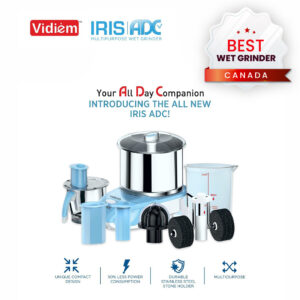 Vidiem
IRIS ADC
MULTIPURPOSE WET GRINDER
BEST
WET GRINDER
CANADA
Your All Day Companion
INTRODUCING THE ALL NEW
IRIS ADC!
UNIQUE COMPACT
DESIGN
50% LESS POWER
CONSUMPTION
DURABLE
STAINLESS STEEL
STONE HOLDER
MULTIPURPOSE